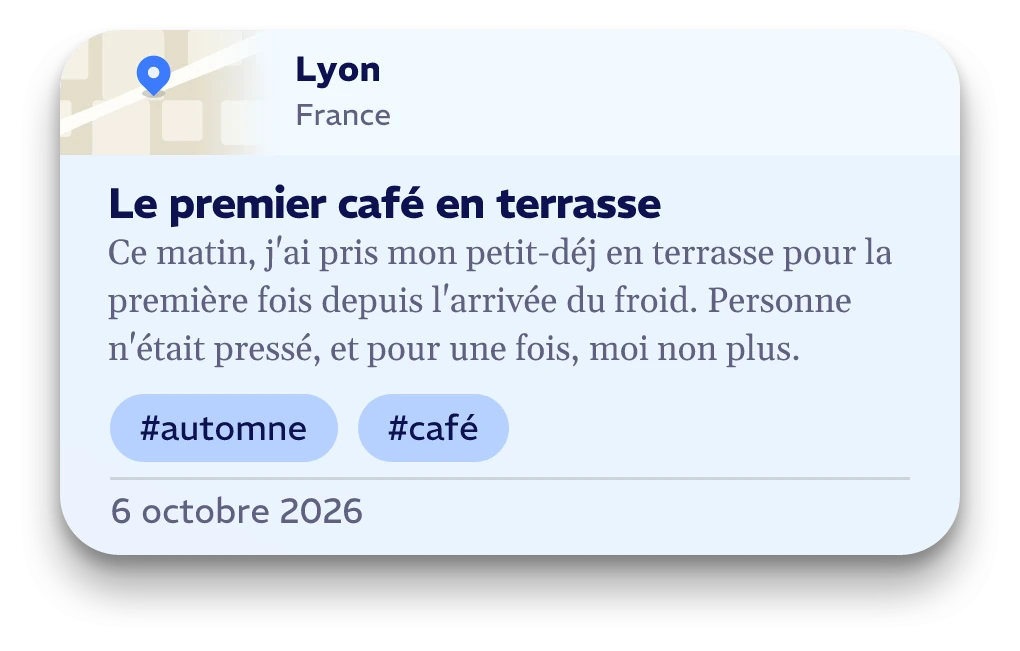 Lyon
France
Le premier café en terrasse
Ce matin, j'ai pris mon petit-déj en terrasse pour la
première fois depuis l'arrivée du froid. Personne
n'était pressé, et pour une fois, moi non plus.
#automne #café
6 octobre 2026